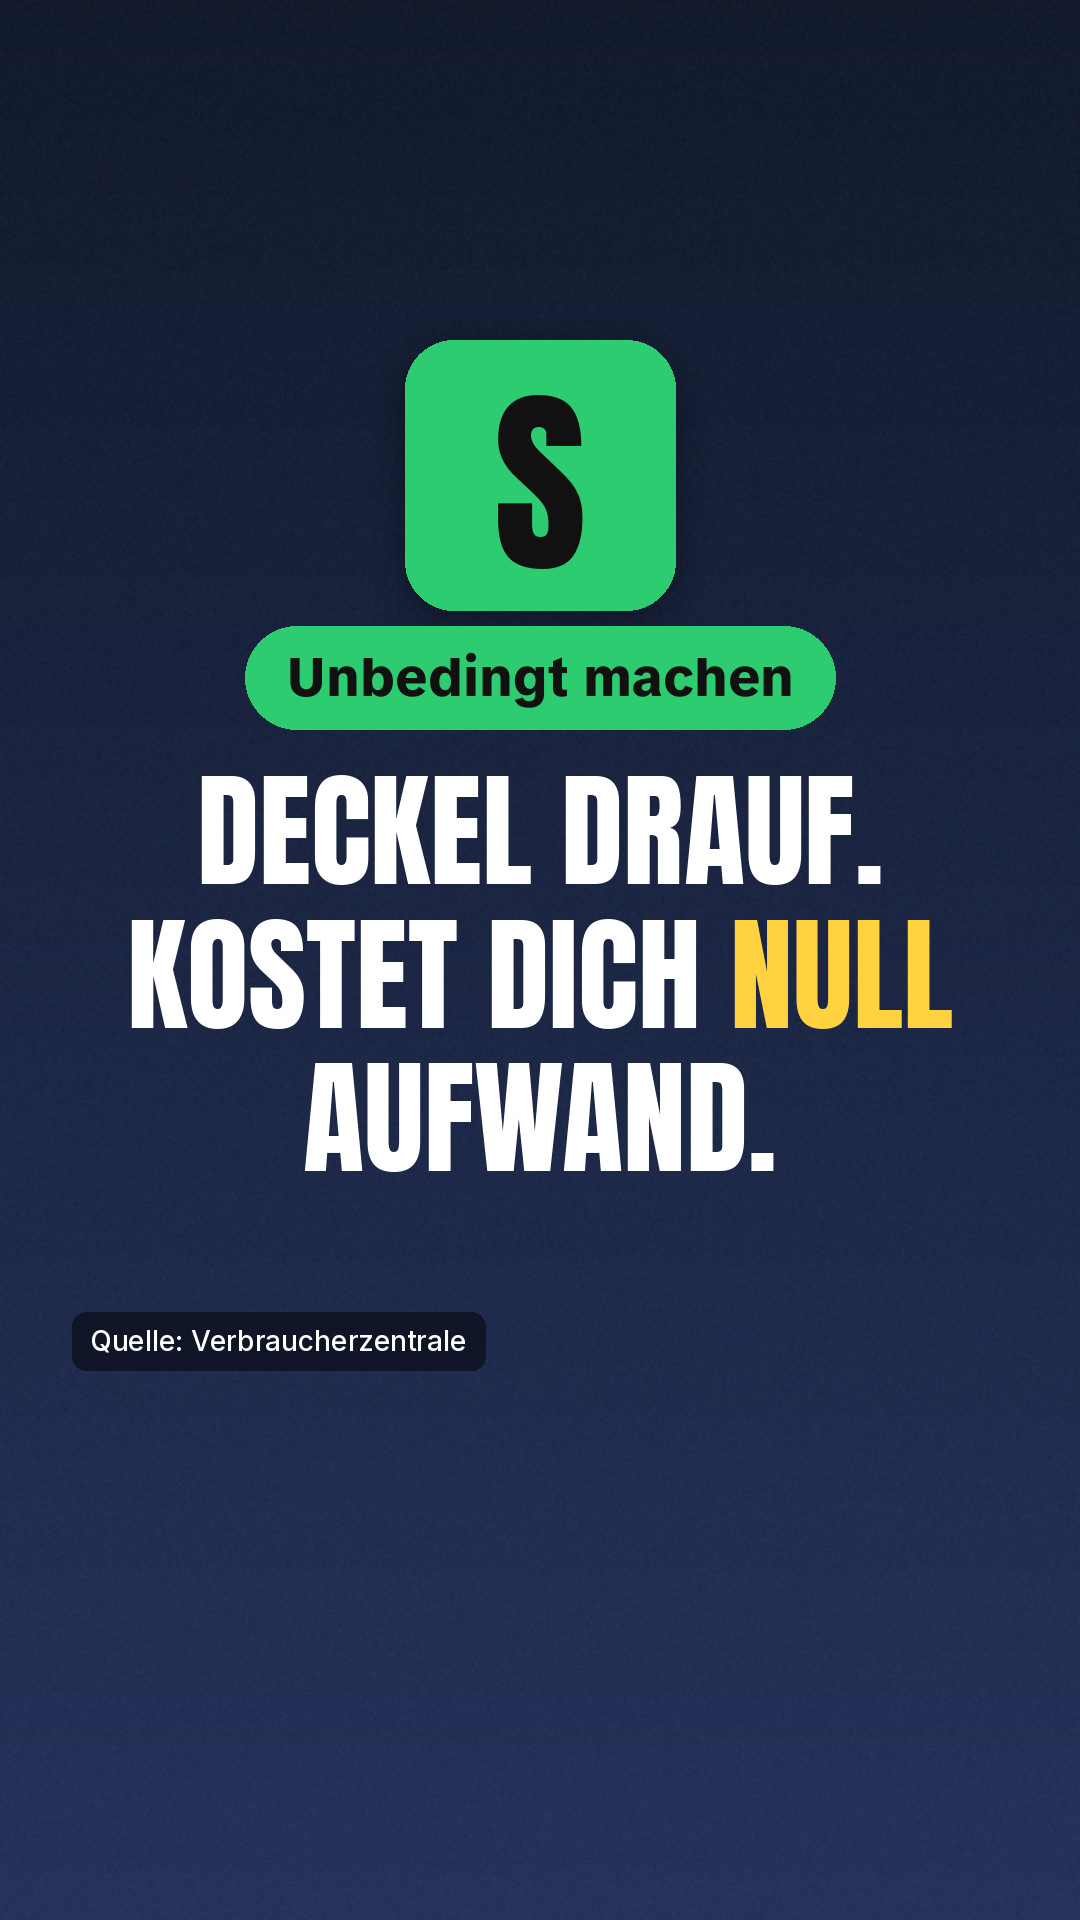 S
Unbedingt machen
DECKEL DRAUF.
KOSTET DICH NULL
AUFWAND.
Quelle: Verbraucherzentrale